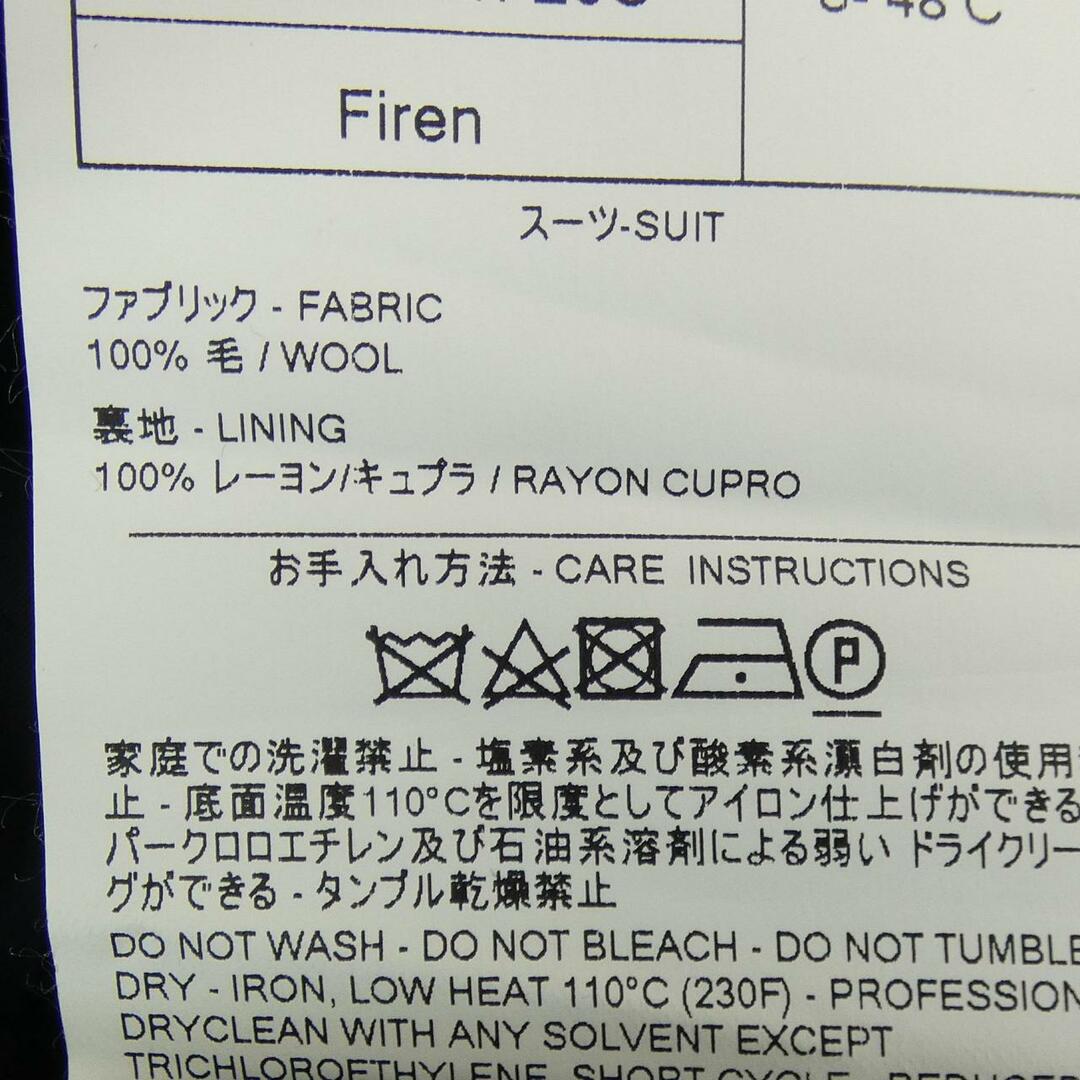 Firen
スーツ-SUIT
ファブリック - FABRIC
100% 毛 / WOOL
裏地 - LINING
100% レーヨン/キュプラ / RAYON CUPRO
お手入れ方法 - CARE INSTRUCTIONS
P
家庭での洗濯禁止 - 塩素系及び酸素系漂白剤の使用
止 - 底面温度110°Cを限度としてアイロン仕上げができる
パークロロエチレン及び石油系溶剤による弱い ドライクリー
グができる - タンブル乾燥禁止
DO NOT WASH - DO NOT BLEACH - DO NOT TUMBLE
DRY - IRON, LOW HEAT 110°C (230F) - PROFESSION
DRYCLEAN WITH ANY SOLVENT EXCEPT
TRICHLOROETHYLENE, SHORT CYCLE - REDUCED